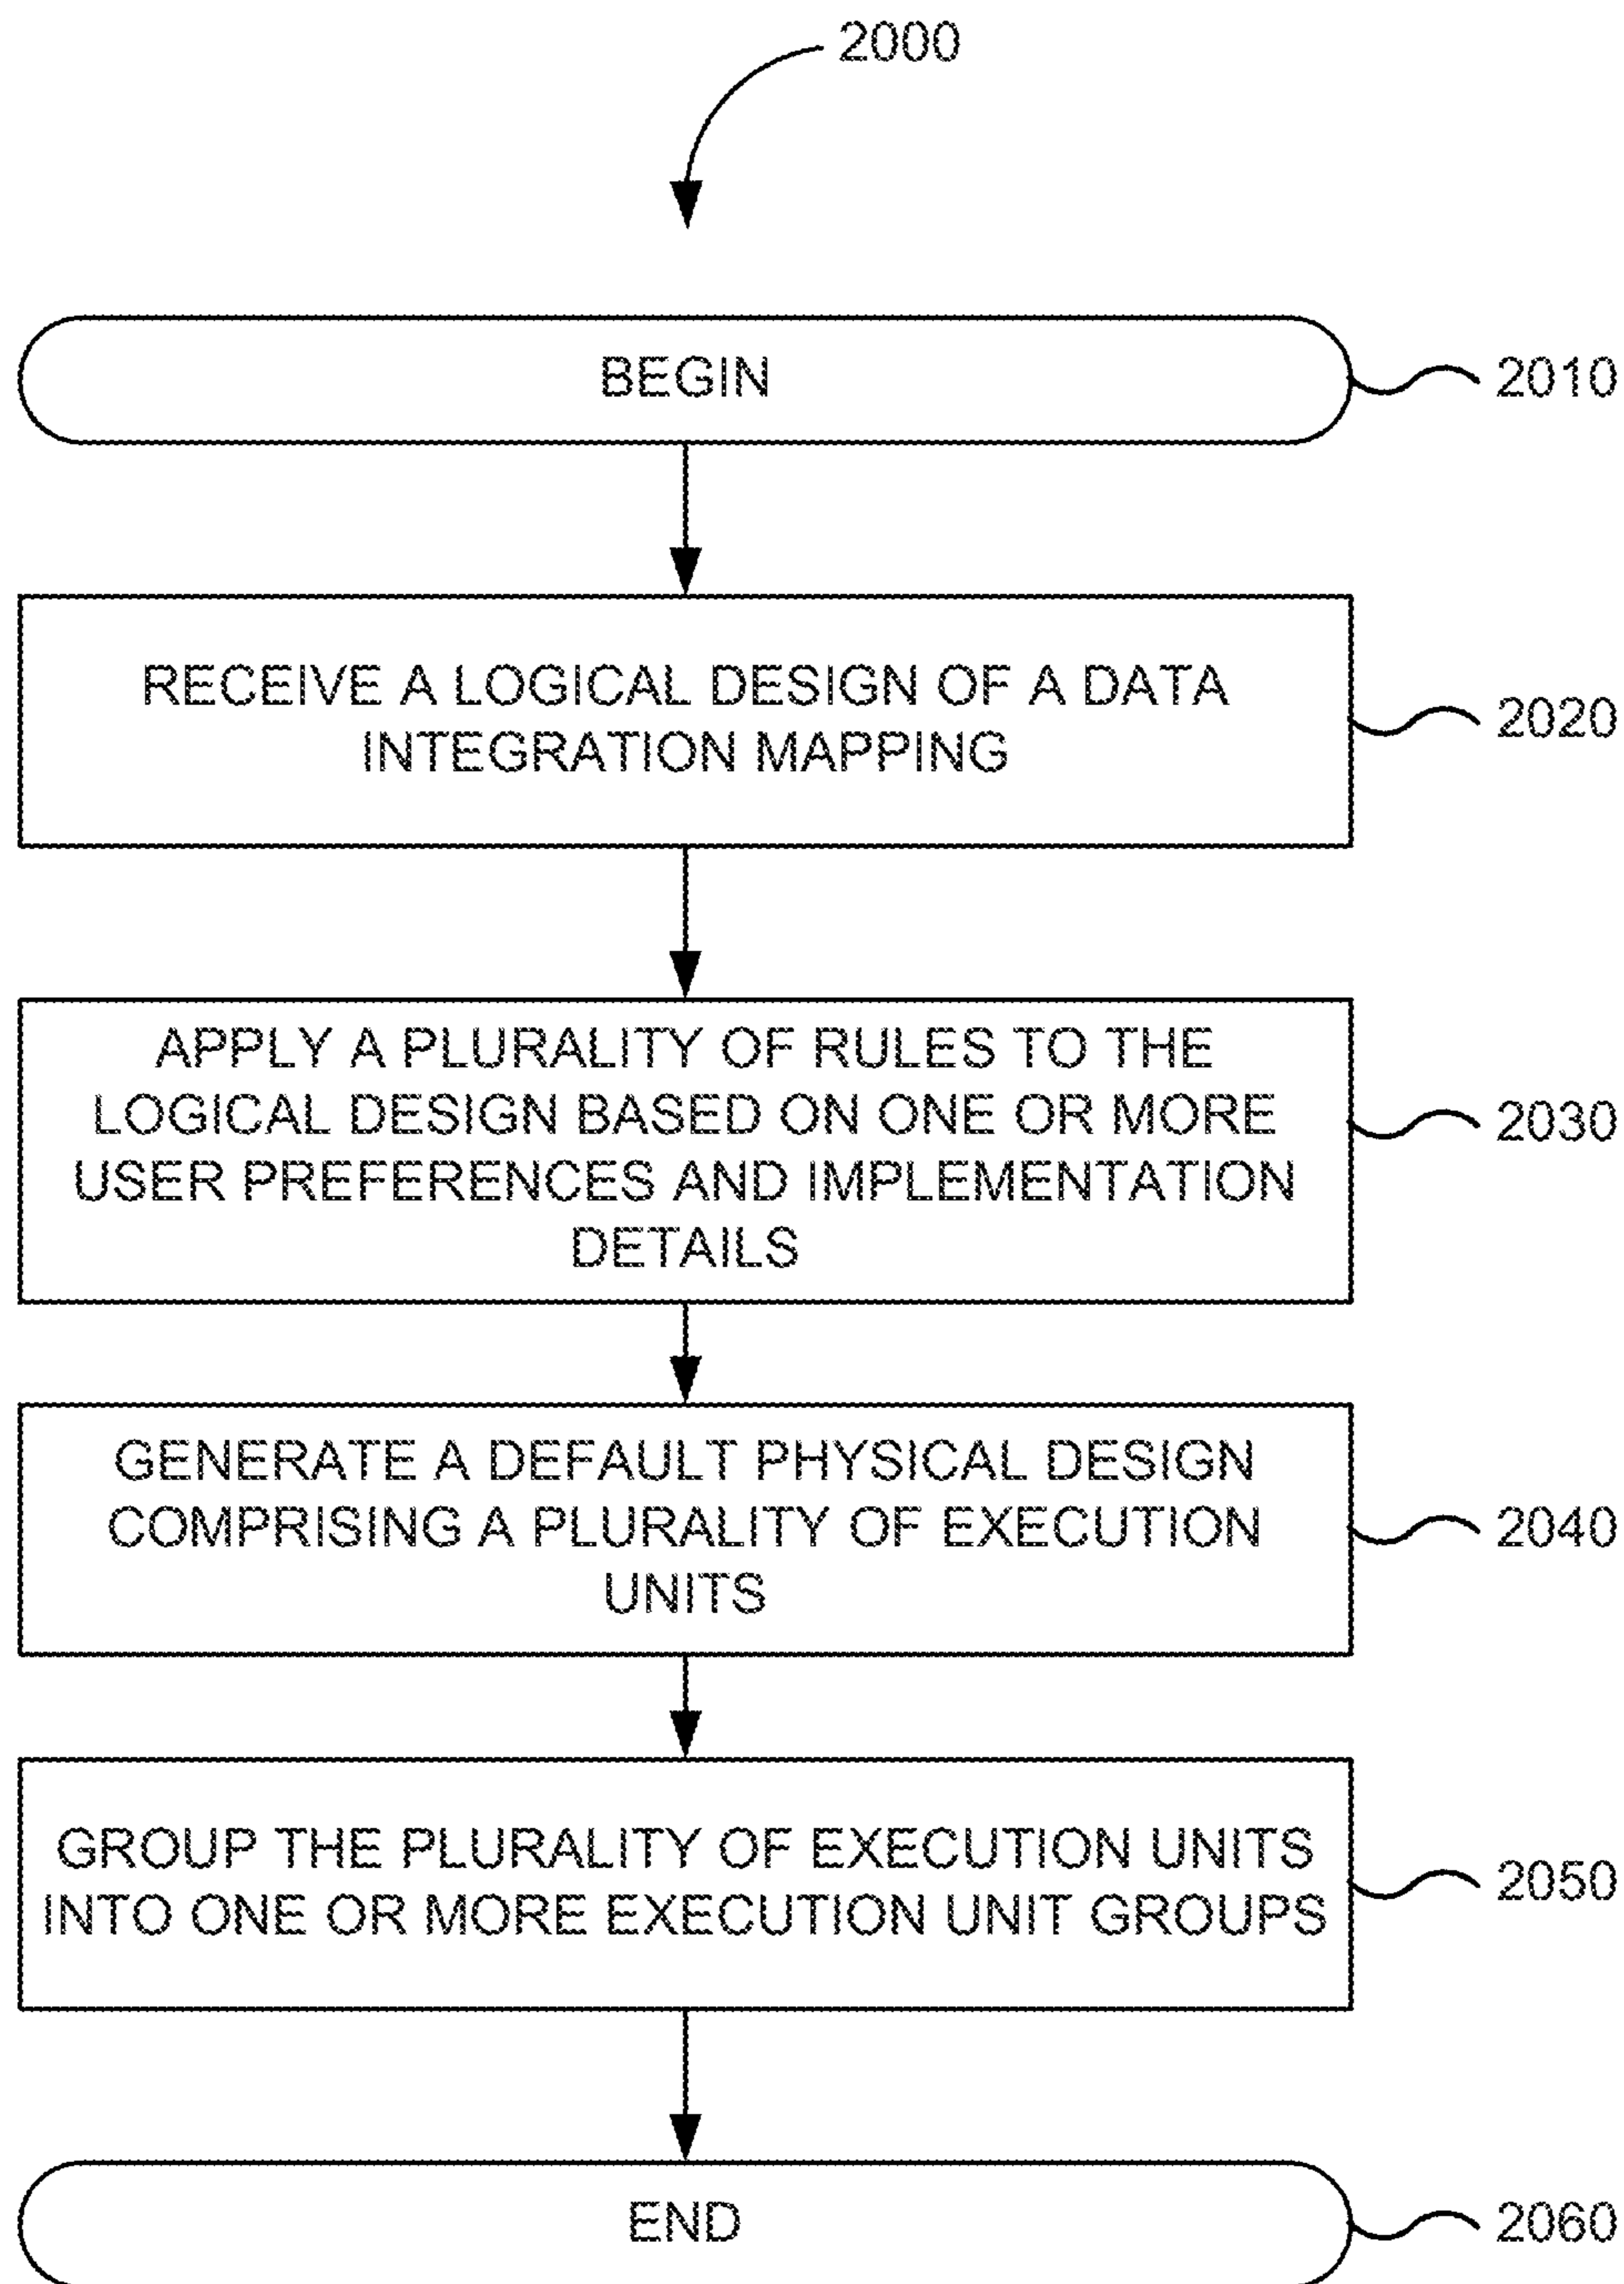 2000
BEGIN
2010
RECEIVE A LOGICAL DESIGN OF A DATA
INTEGRATION MAPPING
2020
APPLY A PLURALITY OF RULES TO THE
LOGICAL DESIGN BASED ON ONE OR MORE
USER PREFERENCES AND IMPLEMENTATION
DETAILS
2030
GENERATE A DEFAULT PHYSICAL DESIGN
COMPRISING A PLURALITY OF EXECUTION
UNITS
2040
GROUP THE PLURALITY OF EXECUTION UNITS
INTO ONE OR MORE EXECUTION UNIT GROUPS
2050
END
2060